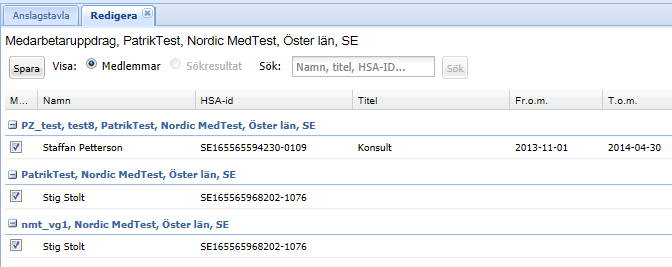 Anslagstavla Redigera
Medarbetaruppdrag, PatrikTest, Nordic MedTest, Öster län, SE
Spara Visa: Medlemmar Sökresultat Sök: Namn, titel, HSA-ID... Sök
M... Namn HSA-id Titel Fr.o.m. T.o.m.
PZ_test, test8, PatrikTest, Nordic MedTest, Öster län, SE
Staffan Petterson SE165565594230-0109 Konsult 2013-11-01 2014-04-30
PatrikTest, Nordic MedTest, Öster län, SE
Stig Stolt SE165565968202-1076
nmt_vg1, Nordic MedTest, Öster län, SE
Stig Stolt SE165565968202-1076